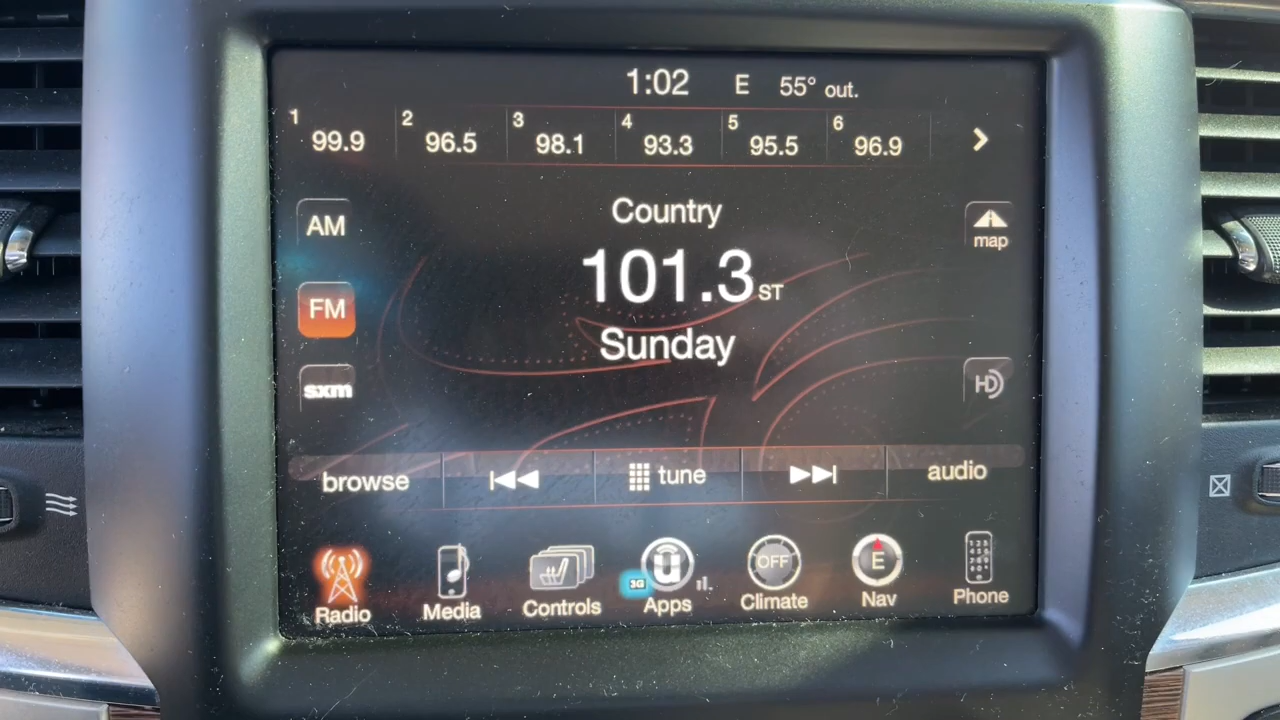 1:02 E 55° out.
1 99.9 2 96.5 3 98.1 4 93.3 5 95.5 6 96.9
AM
Country
map
101.3 ST
FM
Sunday
sxm
HD
browse tune audio
3G u OFF E
Radio Media Controls Apps Climate Nav Phone